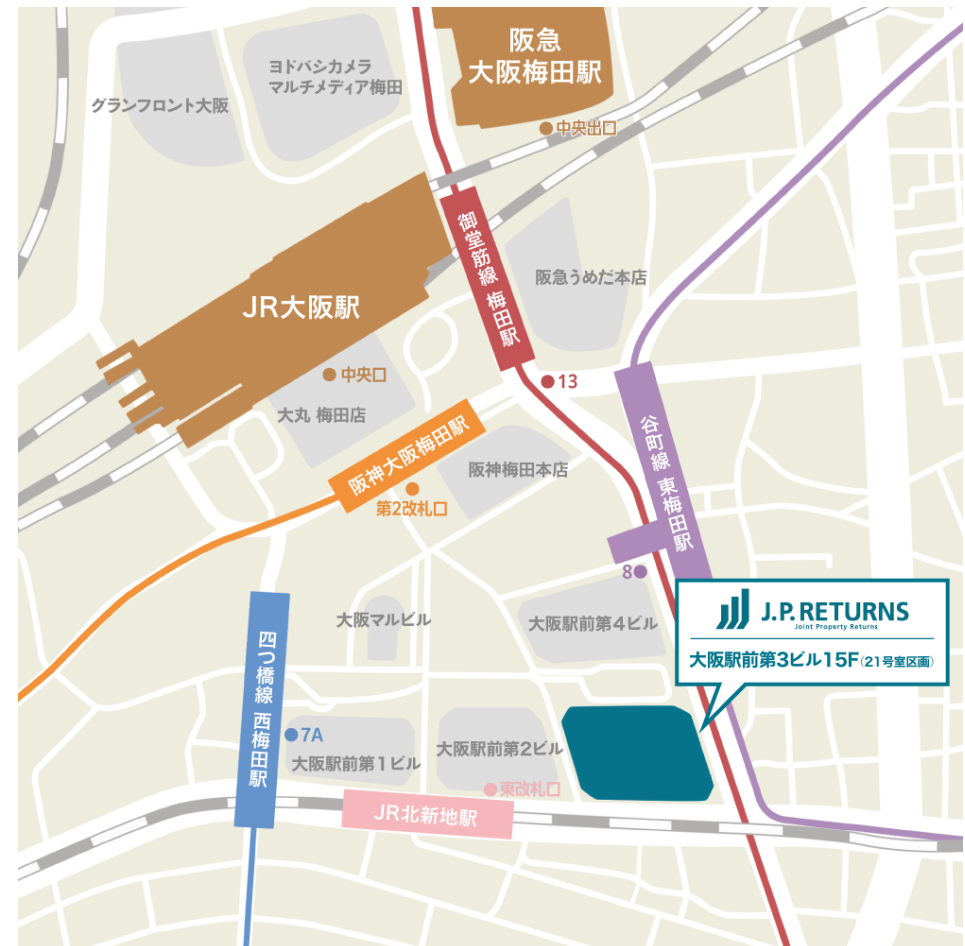 阪急
大阪梅田駅
ヨドバシカメラ
マルチメディア梅田
グランフロント大阪
中央出口
御堂筋線 梅田駅
阪急うめだ本店
JR大阪駅
中央口
13
大丸 梅田店
谷町線 東梅田駅
阪神大阪梅田駅
阪神梅田本店
第2改札口
8
大阪マルビル
大阪駅前第4ビル
J.P.RETURNS
Joint Property Returns
大阪駅前第3ビル15F(21号室区画)
四つ橋線 西梅田駅
7A
大阪駅前第1ビル
大阪駅前第2ビル
東改札口
JR北新地駅